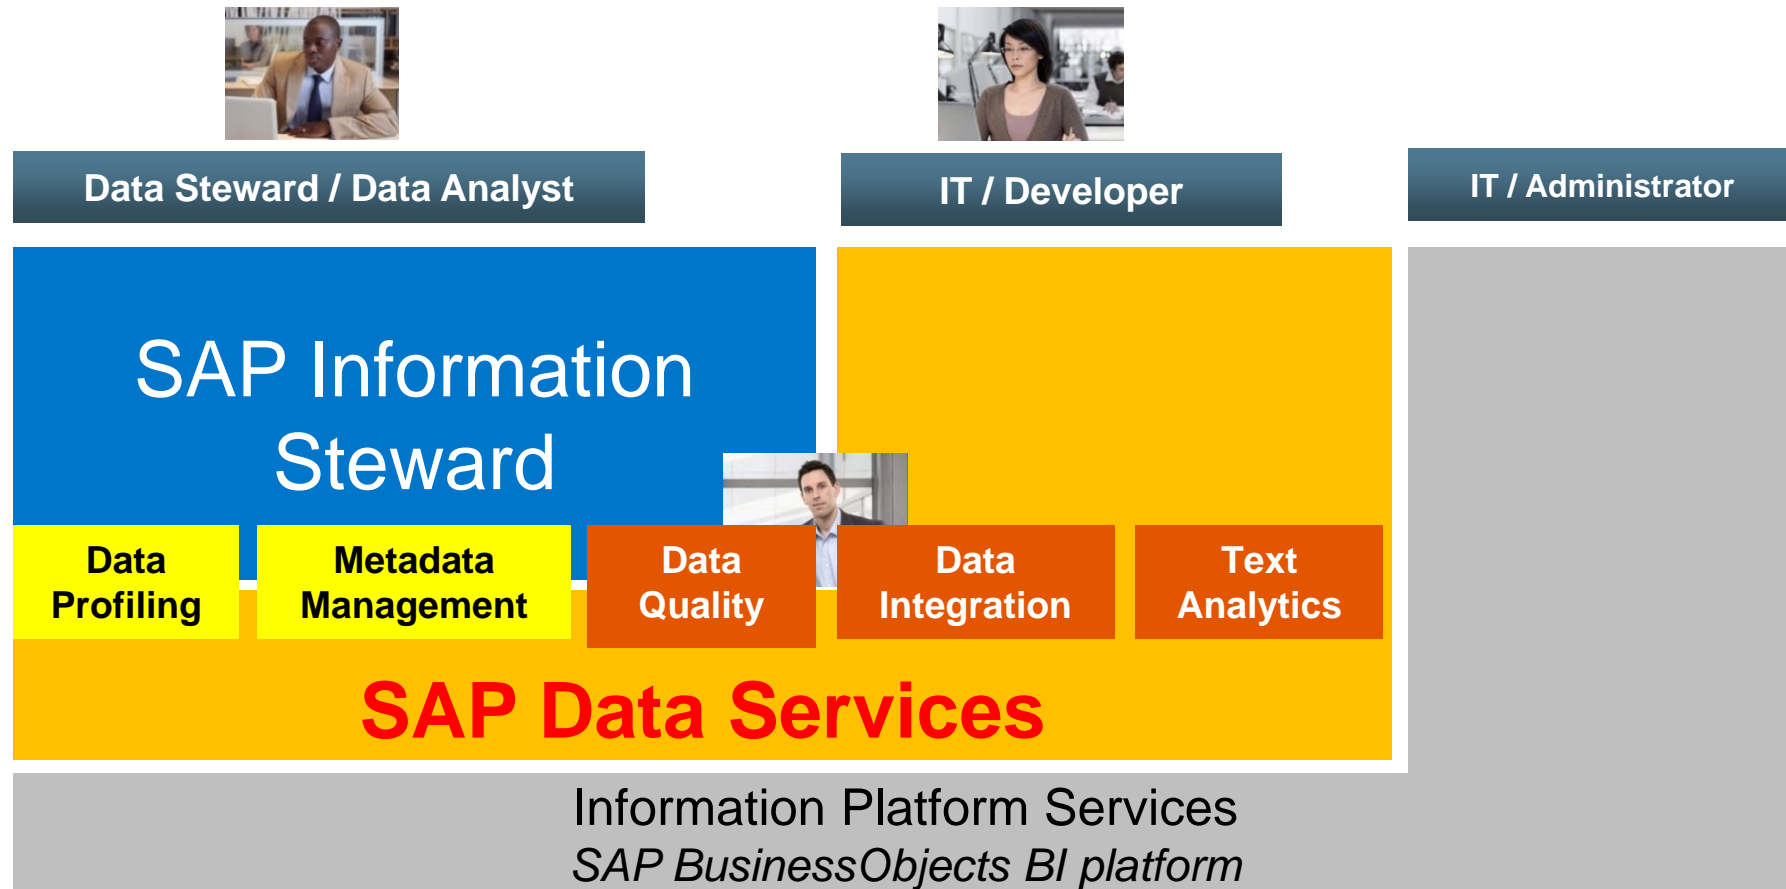 Data Steward / Data Analyst
IT / Developer
IT / Administrator
SAP Information
Steward
Data
Profiling
Metadata
Management
Data
Quality
Data
Integration
Text
Analytics
SAP Data Services
Information Platform Services
SAP BusinessObjects BI platform